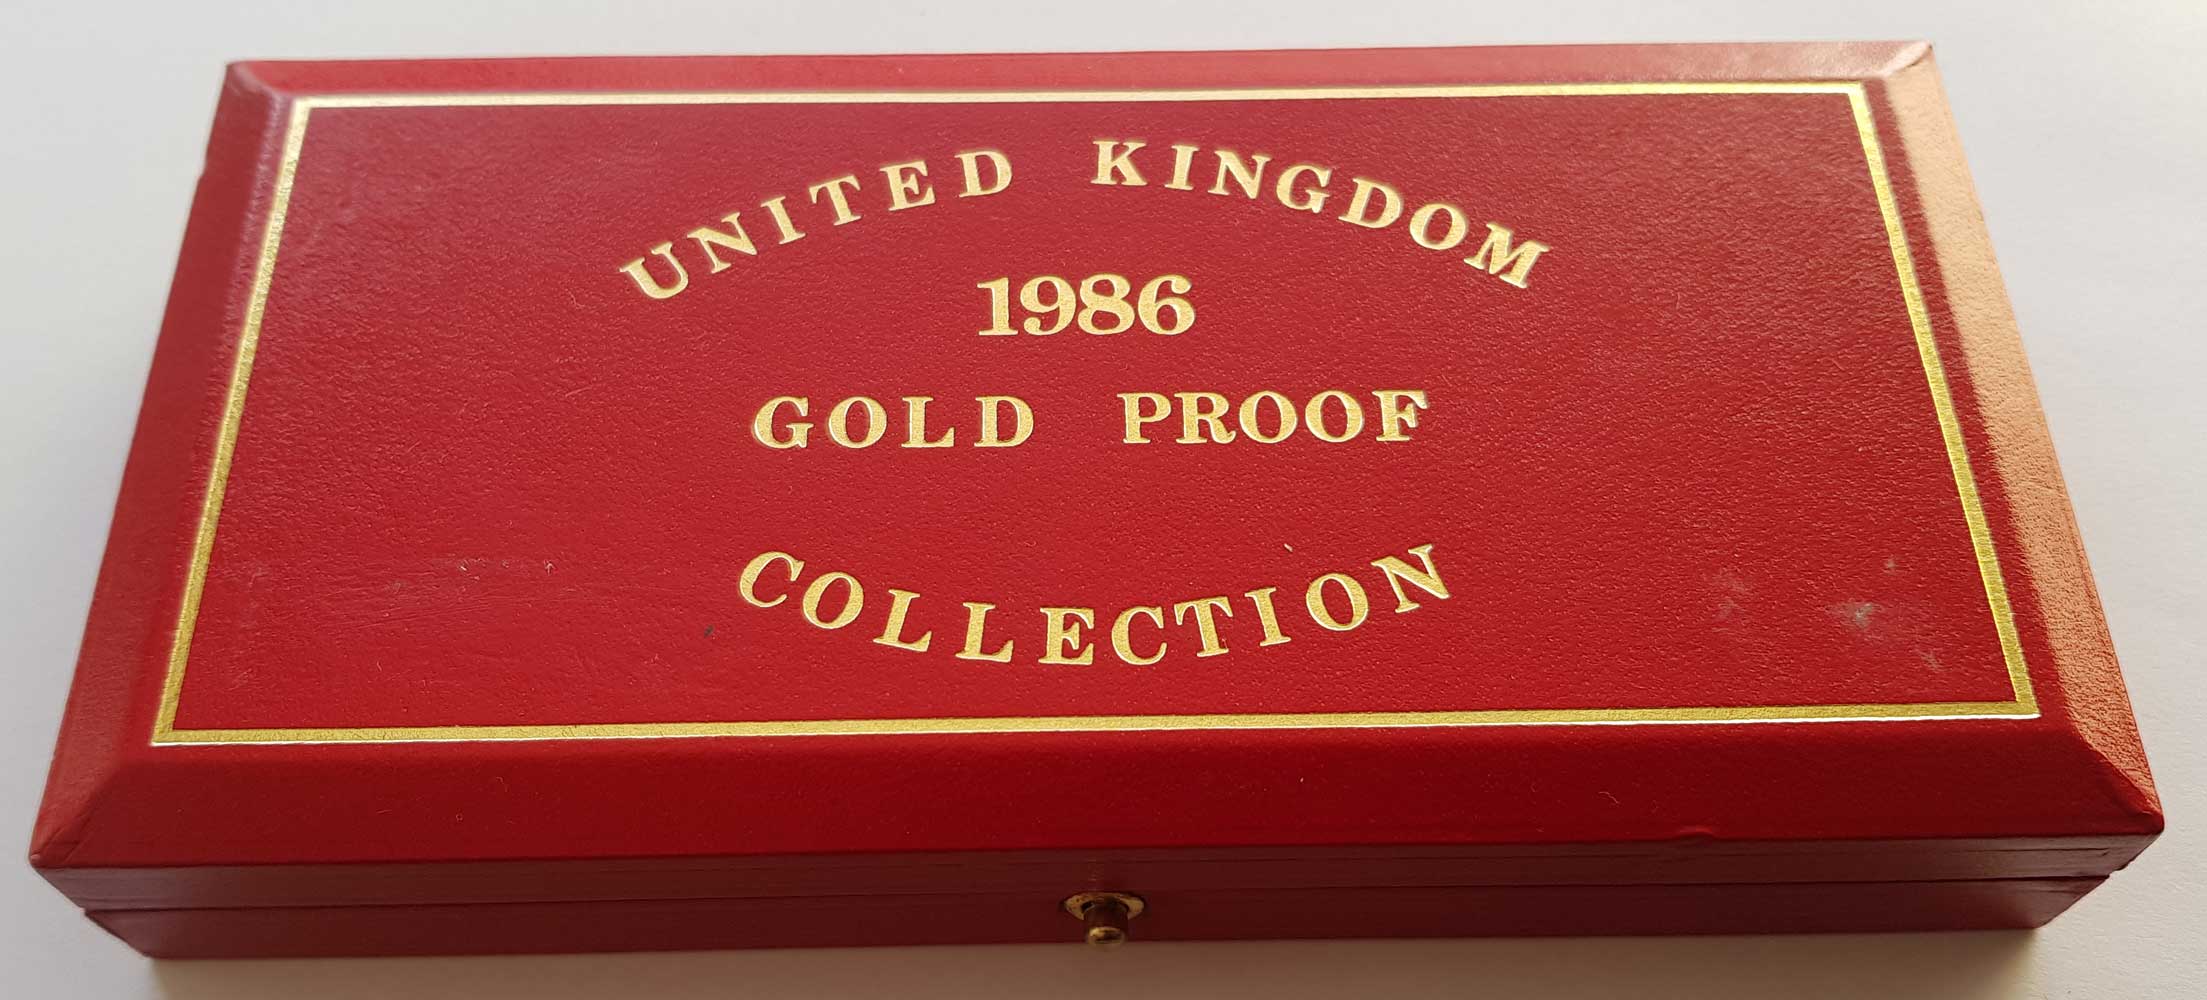 UNITED KINGDOM
1986
GOLD PROOF
COLLECTION